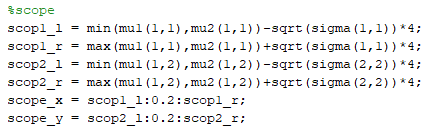 %scope
scop1_l = min(mu1(1,1),mu2(1,1))-sqrt(sigma(1,1))*4;
scop1_r = max(mu1(1,1),mu2(1,1))+sqrt(sigma(1,1))*4;
scop2_l = min(mu1(1,2),mu2(1,2))-sqrt(sigma(2,2))*4;
scop2_r = max(mu1(1,2),mu2(1,2))+sqrt(sigma(2,2))*4;
scope_x = scop1_l:0.2:scop1_r;
scope_y = scop2_l:0.2:scop2_r;